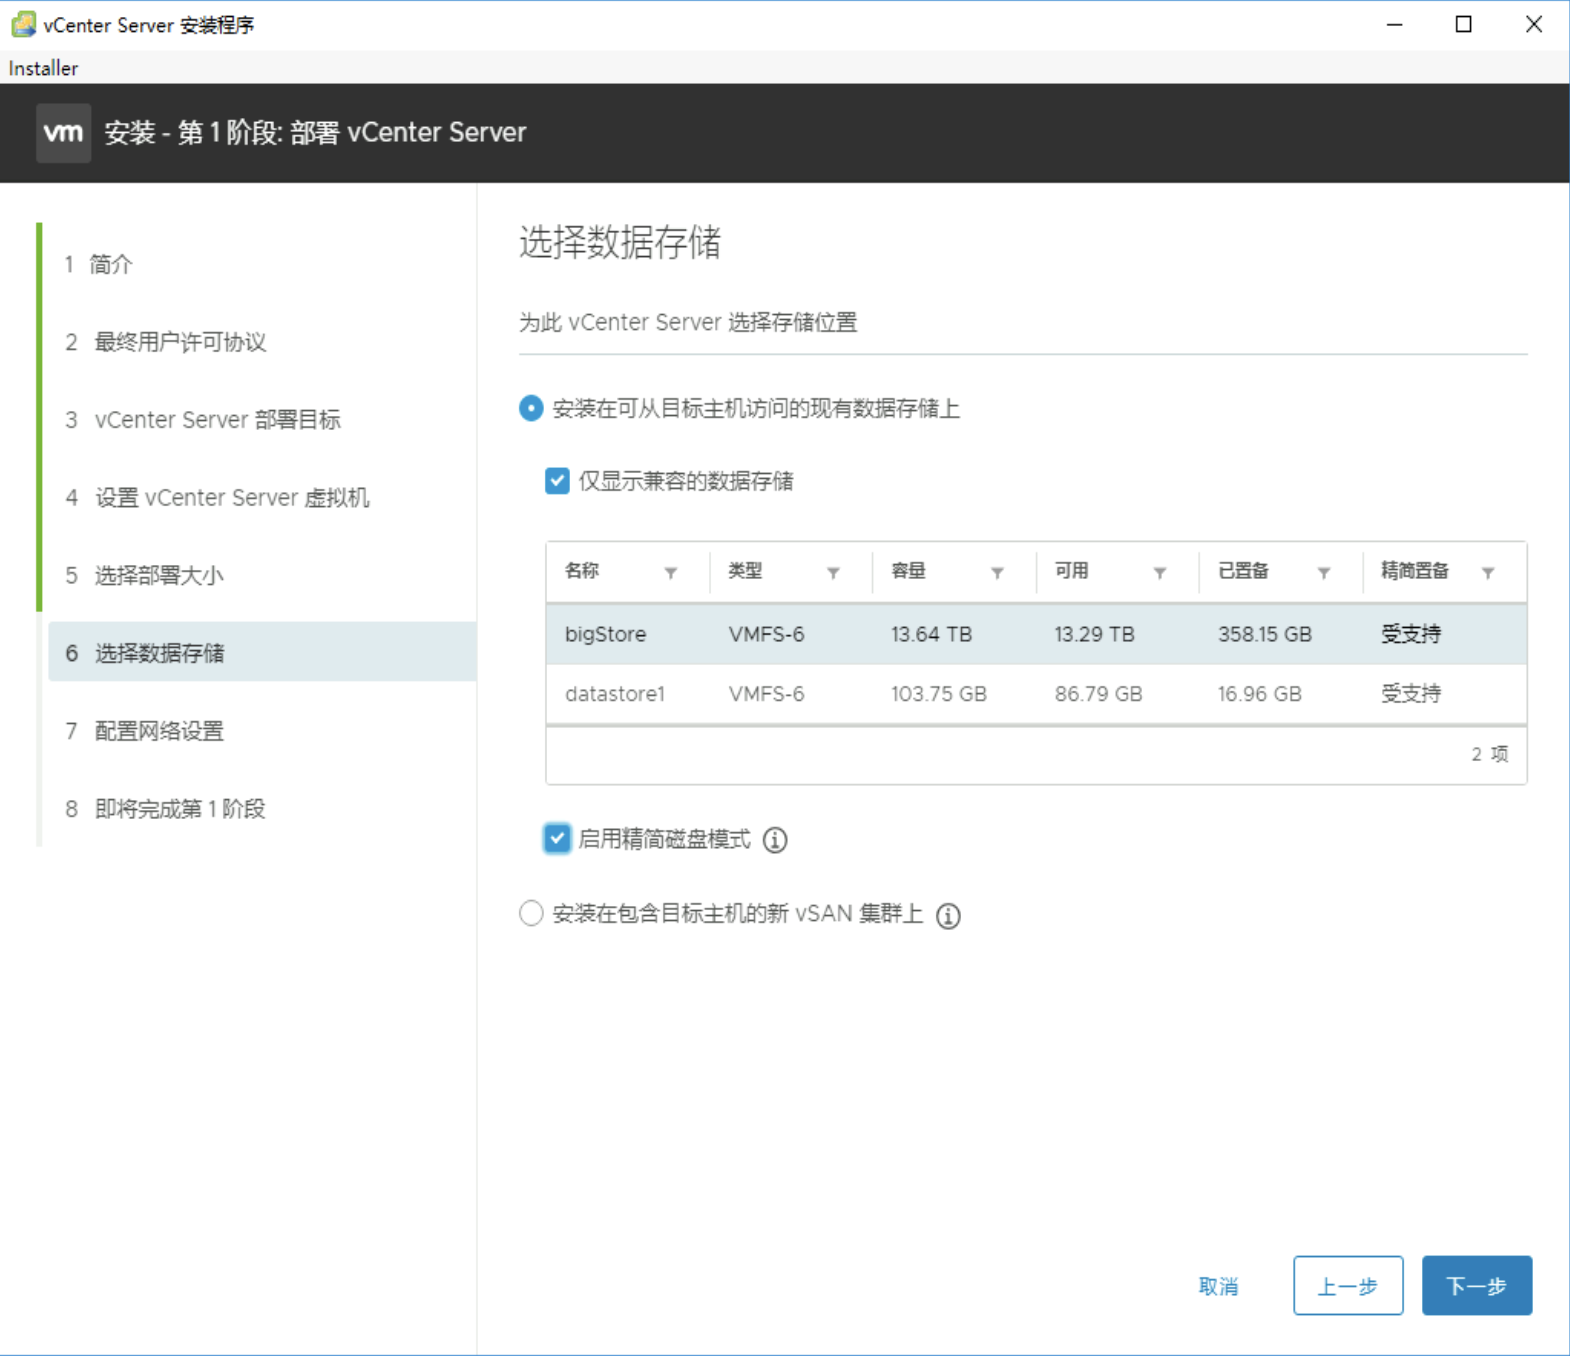 vCenter Server 安装程序
Installer
vm 安装 - 第 1 阶段: 部署 vCenter Server
1 简介
2 最终用户许可协议
3 vCenter Server 部署目标
4 设置 vCenter Server 虚拟机
5 选择部署大小
6 选择数据存储
7 配置网络设置
8 即将完成第 1 阶段
选择数据存储
为此 vCenter Server 选择存储位置
安装在可从目标主机访问的现有数据存储上
仅显示兼容的数据存储
名称 类型 容量 可用 已置备 精简置备
bigStore VMFS-6 13.64 TB 13.29 TB 358.15 GB 受支持
datastore1 VMFS-6 103.75 GB 86.79 GB 16.96 GB 受支持
2 项
启用精简磁盘模式
安装在包含目标主机的新 vSAN 集群上
取消 上一步 下一步